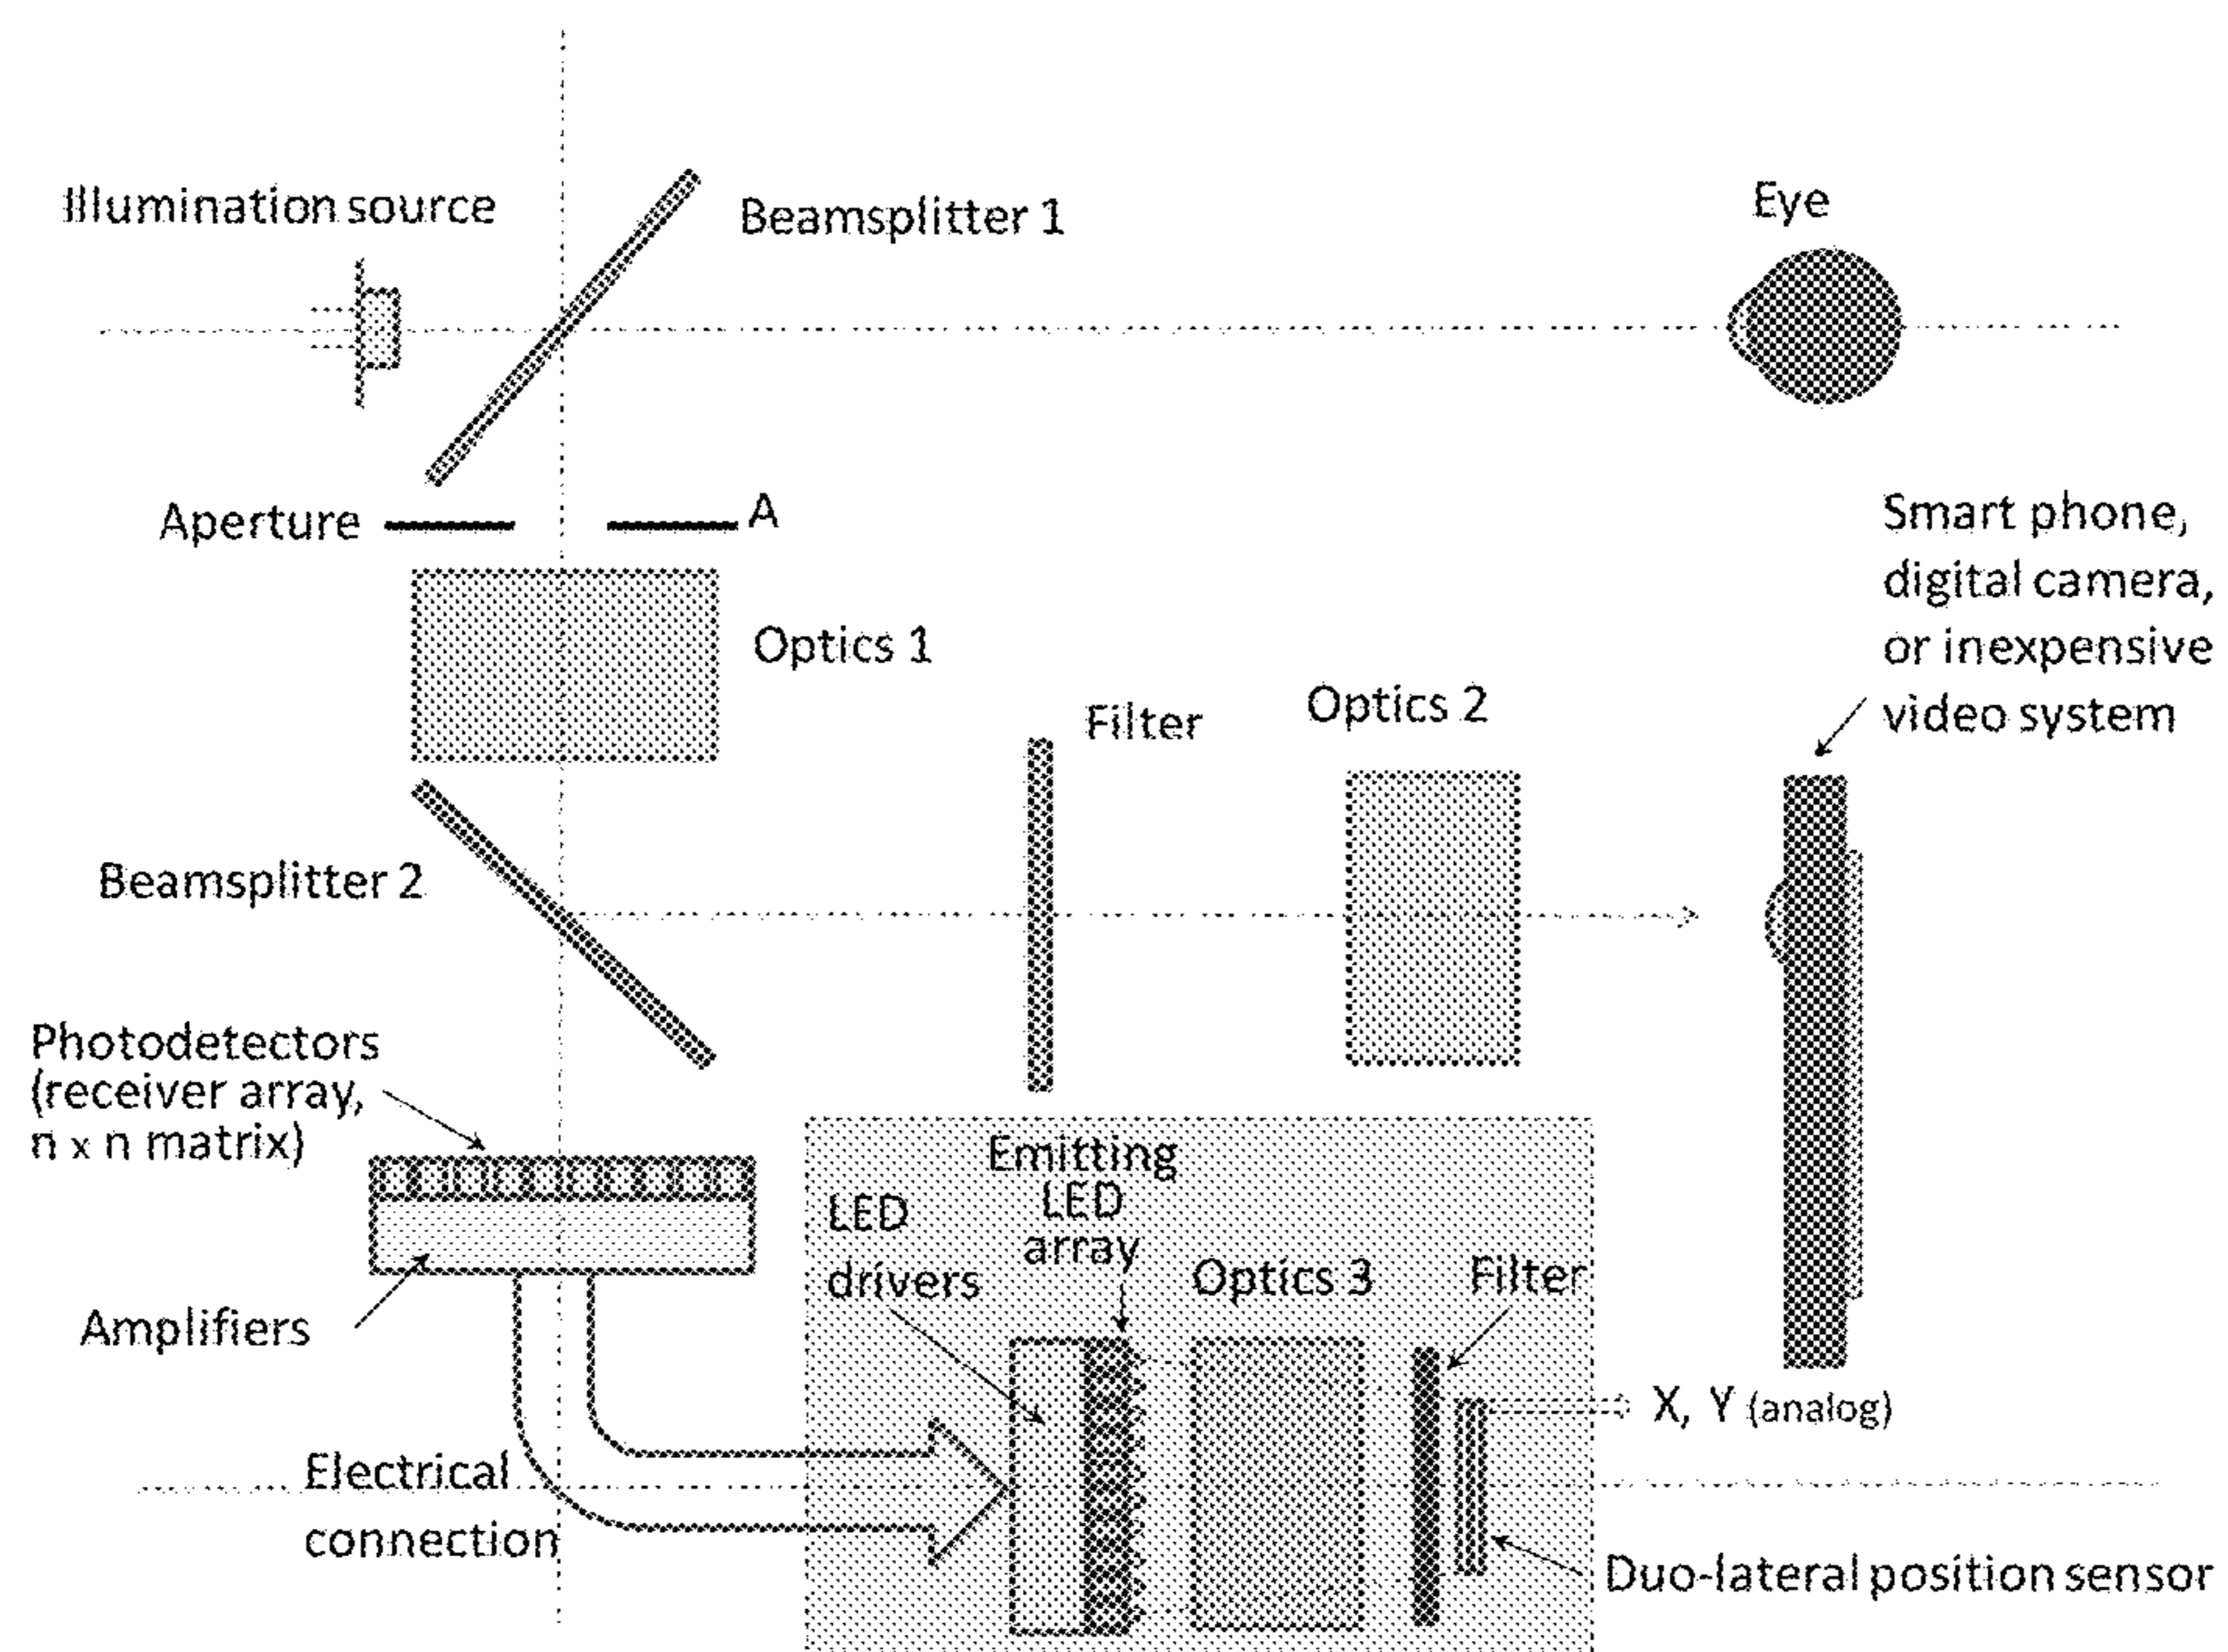 Illumination source
Beamsplitter 1
Eye
Aperture
A
Smart phone,
digital camera,
or inexpensive
video system
Optics 1
Filter
Optics 2
Beamsplitter 2
Photodetectors
(receiver array,
n x n matrix)
Emitting
LED
array
LED
drivers
Optics 3
Filter
Amplifiers
X, Y (analog)
Electrical
connection
Duo-lateral position sensor